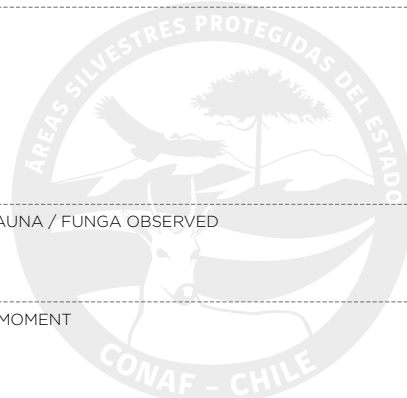 ÁREAS SILVESTRES PROTEGIDAS DEL ESTADO
AUNA / FUNGA OBSERVED
MOMENT
CONAF – CHILE